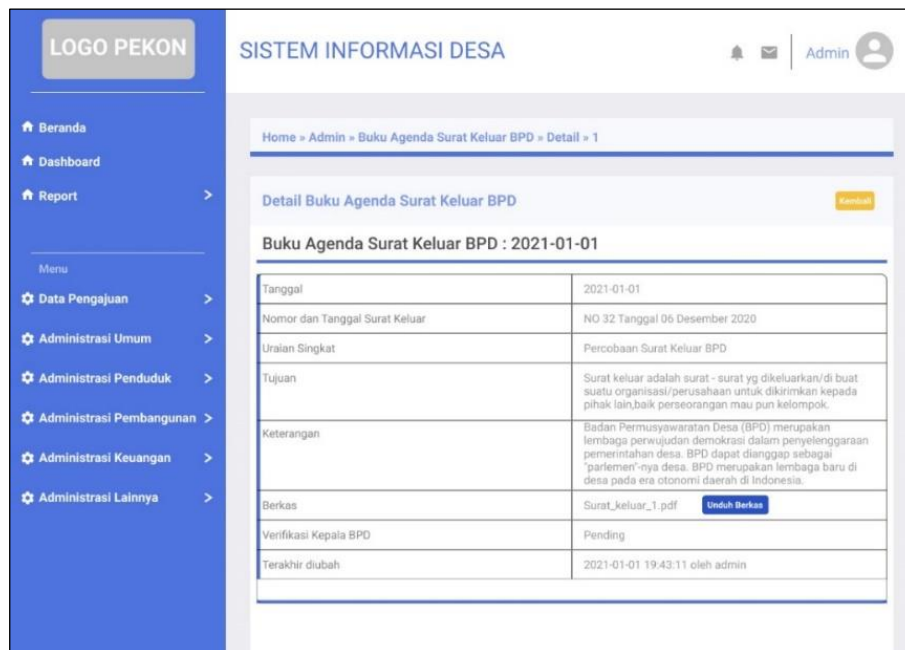 LOGO PEKON
SISTEM INFORMASI DESA
Admin
Beranda
Dashboard
Report >
Menu
Data Pengajuan >
Administrasi Umum >
Administrasi Penduduk >
Administrasi Pembangunan >
Administrasi Keuangan >
Administrasi Lainnya >
Home » Admin » Buku Agenda Surat Keluar BPD » Detail » 1
Detail Buku Agenda Surat Keluar BPD
Kembali
Buku Agenda Surat Keluar BPD : 2021-01-01
Tanggal 2021-01-01
Nomor dan Tanggal Surat Keluar NO 32 Tanggal 06 Desember 2020
Uraian Singkat Percobaan Surat Keluar BPD
Tujuan Surat keluar adalah surat - surat yg dikeluarkan/di buat
suatu organisasi/perusahaan untuk dikirimkan kepada
pihak lain,baik perseorangan mau pun kelompok.
Keterangan Badan Permusyawaratan Desa (BPD) merupakan
lembaga perwujudan demokrasi dalam penyelenggaraan
pemerintahan desa. BPD dapat dianggap sebagai
"parlemen"-nya desa. BPD merupakan lembaga baru di
desa pada era otonomi daerah di Indonesia.
Berkas Surat_keluar_1.pdf Unduh Berkas
Verifikasi Kepala BPD Pending
Terakhir diubah 2021-01-01 19:43:11 oleh admin